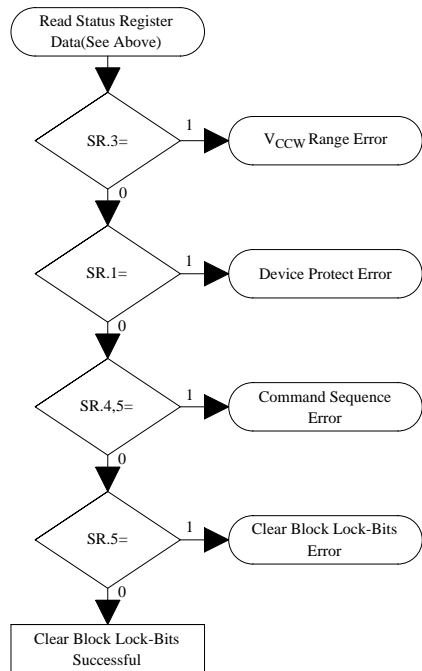 Read Status Register
Data(See Above)
SR.3=
1
VCCW Range Error
0
SR.1=
1
Device Protect Error
0
SR.4,5=
1
Command Sequence
Error
0
SR.5=
1
Clear Block Lock-Bits
Error
0
Clear Block Lock-Bits
Successful